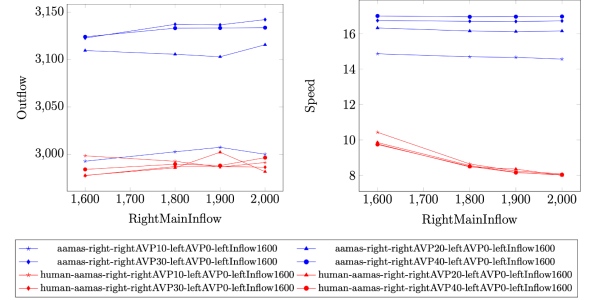 3,150
3,100
3,050
3,000
Outflow
1,600 1,700 1,800 1,900 2,000
RightMainInflow
16
14
12
10
8
Speed
1,600 1,700 1,800 1,900 2,000
RightMainInflow
aamas-right-rightAVP10-leftAVP0-leftInflow1600 aamas-right-rightAVP20-leftAVP0-leftInflow1600
aamas-right-rightAVP30-leftAVP0-leftInflow1600 aamas-right-rightAVP40-leftAVP0-leftInflow1600
human-aamas-right-rightAVP10-leftAVP0-leftInflow1600 human-aamas-right-rightAVP20-leftAVP0-leftInflow1600
human-aamas-right-rightAVP30-leftAVP0-leftInflow1600 human-aamas-right-rightAVP40-leftAVP0-leftInflow1600